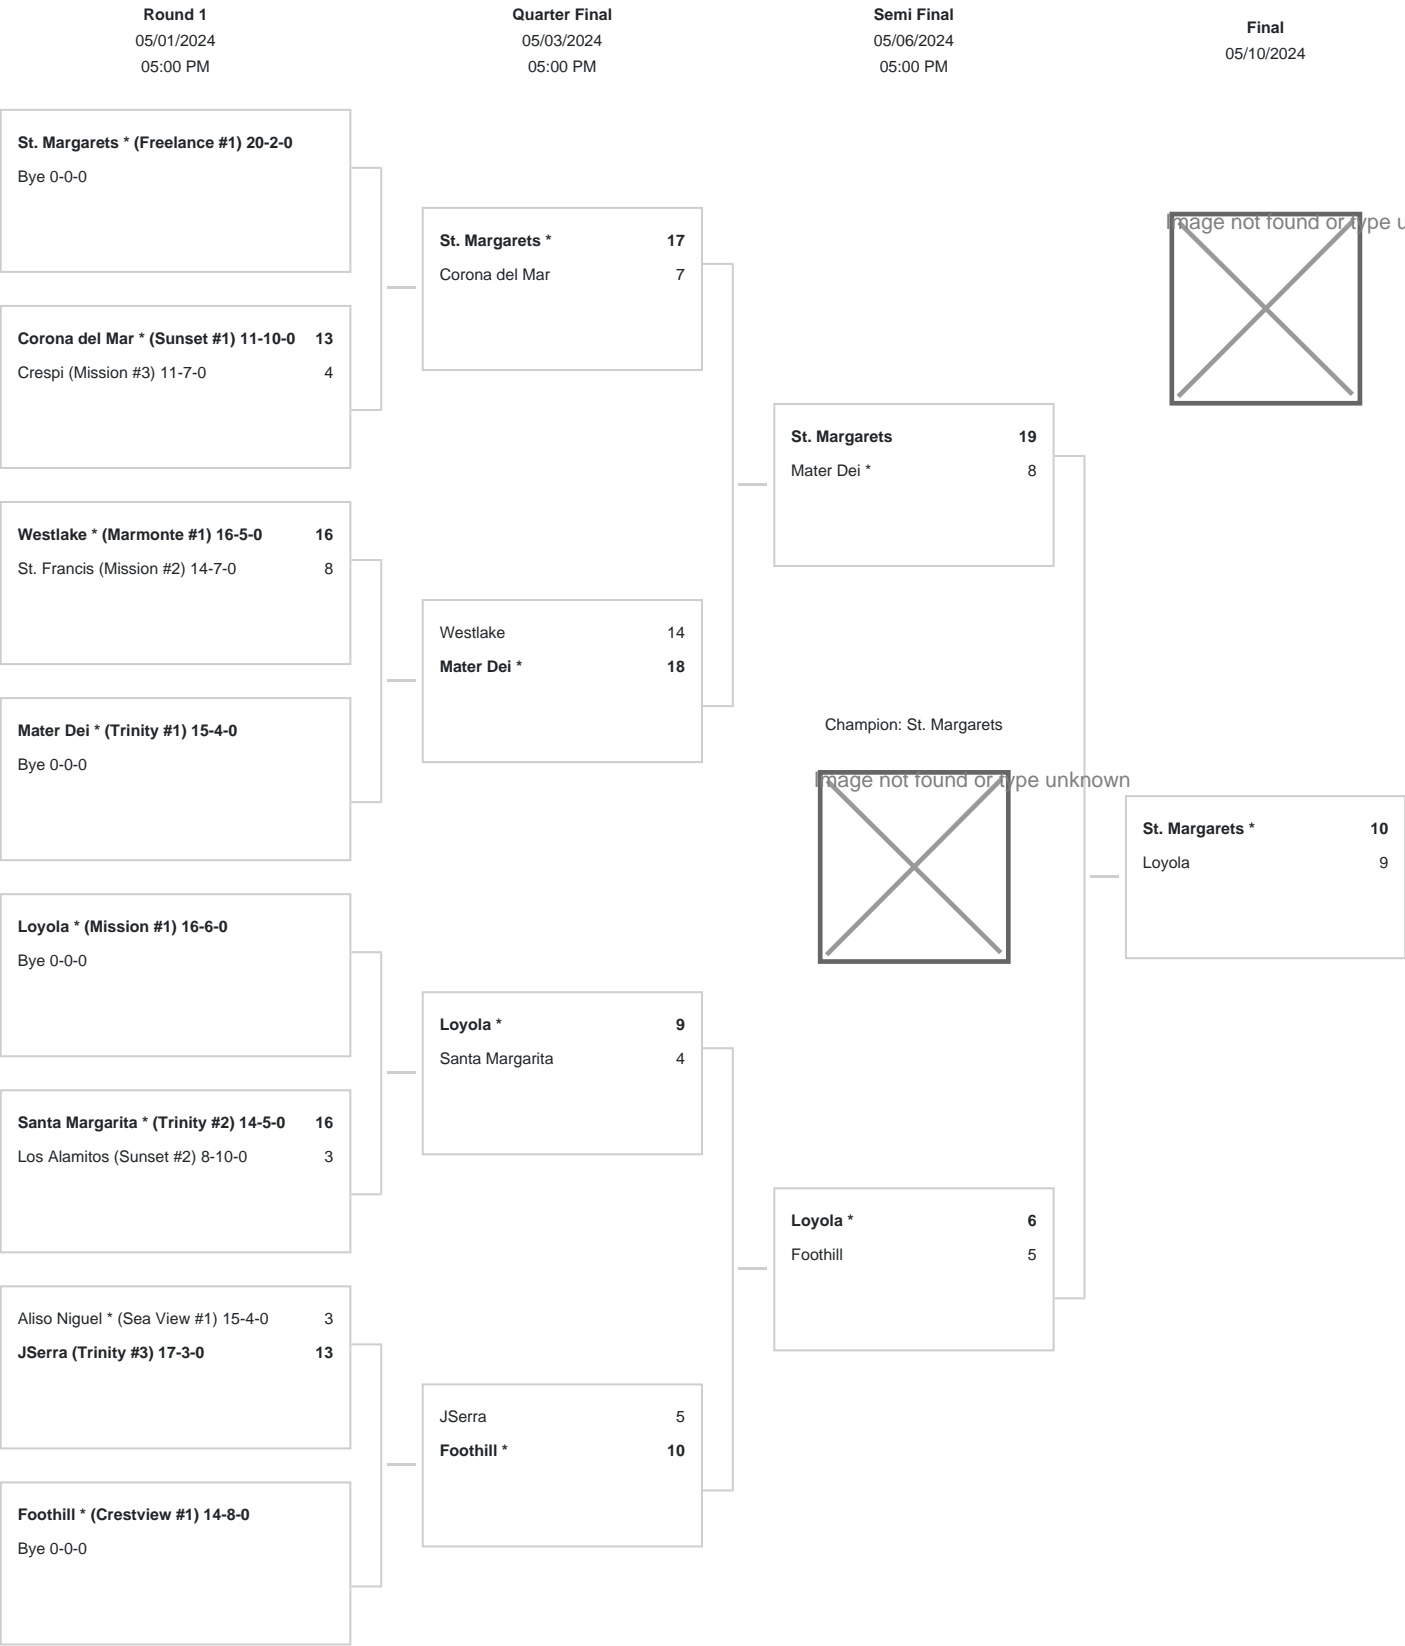 Round 1
05/01/2024
05:00 PM
Quarter Final
05/03/2024
05:00 PM
Semi Final
05/06/2024
05:00 PM
Final
05/10/2024
St. Margarets * (Freelance #1) 20-2-0
Bye 0-0-0
Corona del Mar * (Sunset #1) 11-10-0 13
Crespi (Mission #3) 11-7-0 4
Westlake * (Marmonte #1) 16-5-0 16
St. Francis (Mission #2) 14-7-0 8
Mater Dei * (Trinity #1) 15-4-0
Bye 0-0-0
Loyola * (Mission #1) 16-6-0
Bye 0-0-0
Santa Margarita * (Trinity #2) 14-5-0 16
Los Alamitos (Sunset #2) 8-10-0 3
Aliso Niguel * (Sea View #1) 15-4-0 3
JSerra (Trinity #3) 17-3-0 13
Foothill * (Crestview #1) 14-8-0
Bye 0-0-0
St. Margarets * 17
Corona del Mar 7
Westlake 14
Mater Dei * 18
Loyola * 9
Santa Margarita 4
JSerra 5
Foothill * 10
St. Margarets 19
Mater Dei * 8
Champion: St. Margarets
Image not found or type unknown
Loyola * 6
Foothill 5
Image not found or type u
St. Margarets * 10
Loyola 9